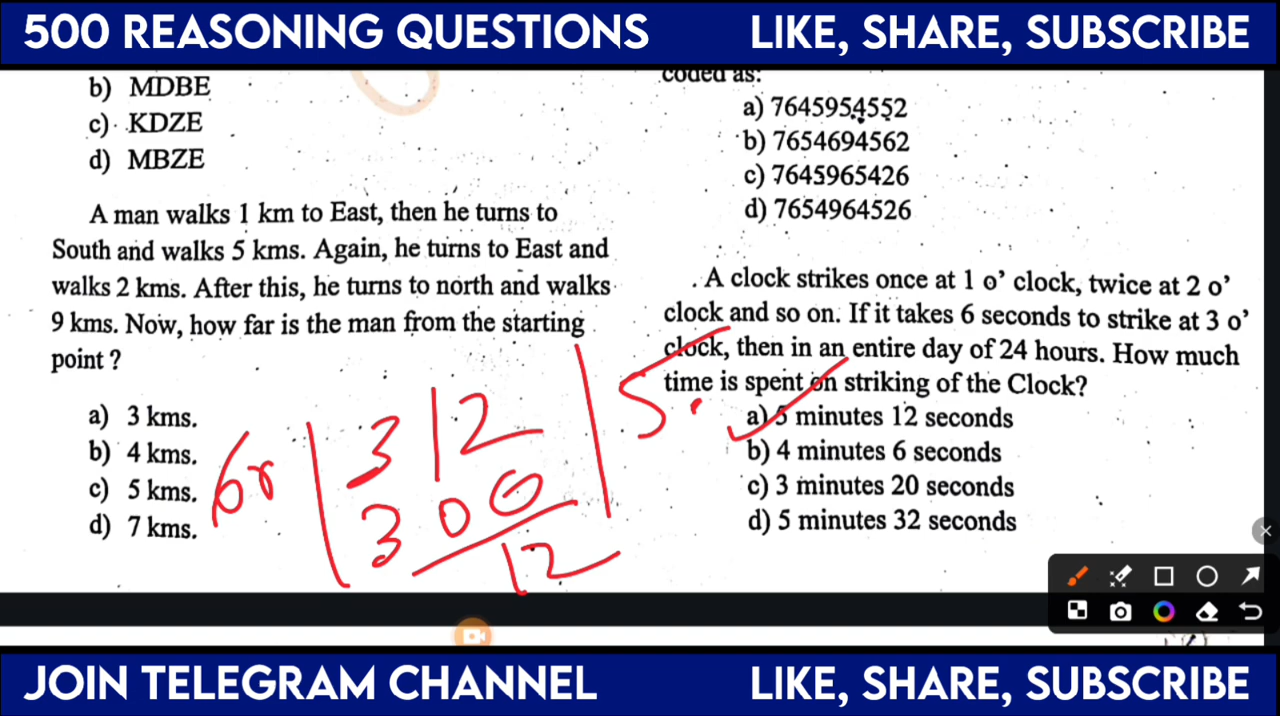 500 REASONING QUESTIONS
LIKE, SHARE, SUBSCRIBE
b) MDBE
c) KDZE
d) MBZE
A man walks 1 km to East, then he turns to
South and walks 5 kms. Again, he turns to East and
walks 2 kms. After this, he turns to north and walks
9 kms. Now, how far is the man from the starting
point ?
a) 3 kms.
b) 4 kms.
c) 5 kms.
d) 7 kms.
coded as:
a) 7645954552
b) 7654694562
c) 7645965426
d) 7654964526
. A clock strikes once at 1 o' clock, twice at 2 o'
clock and so on. If it takes 6 seconds to strike at 3 o'
clock, then in an entire day of 24 hours. How much
time is spent on striking of the Clock?
a) 5 minutes 12 seconds
b) 4 minutes 6 seconds
c) 3 minutes 20 seconds
d) 5 minutes 32 seconds
312
5.
300
12
JOIN TELEGRAM CHANNEL
LIKE, SHARE, SUBSCRIBE